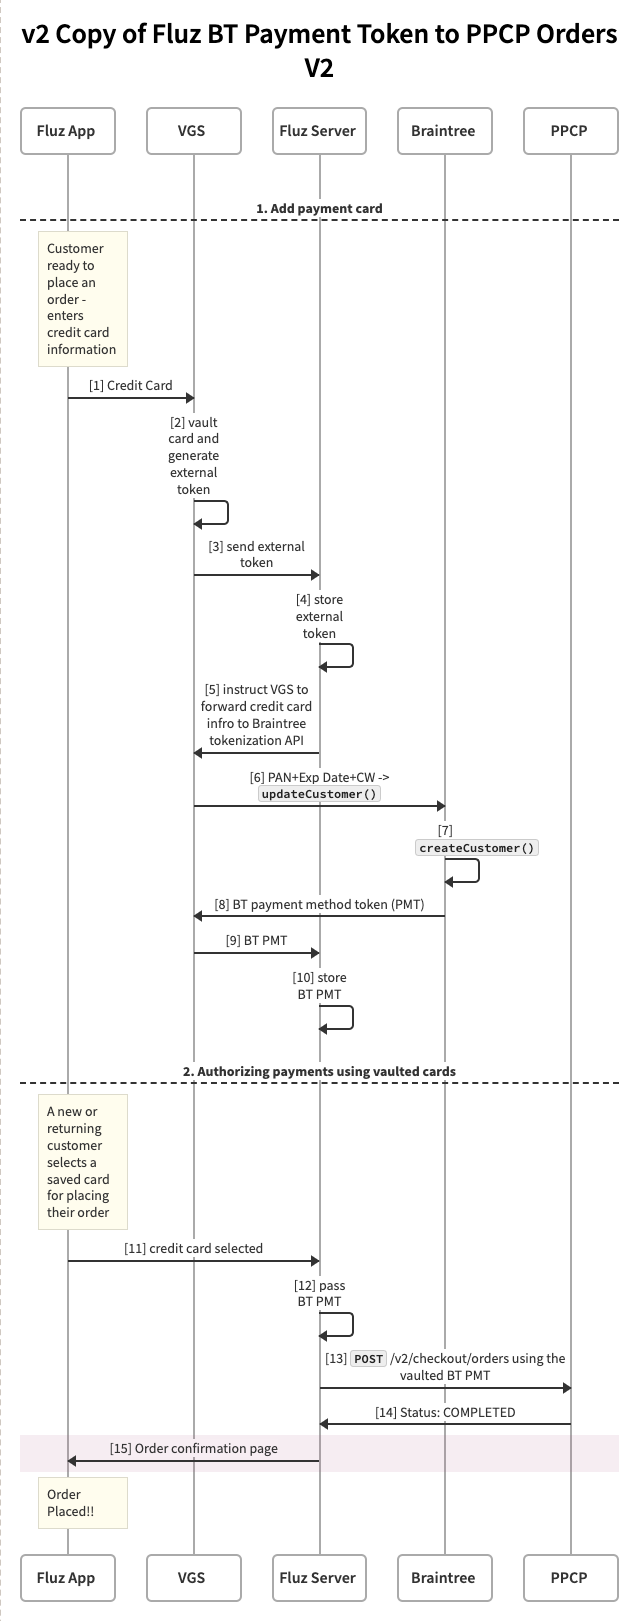 v2 Copy of Fluz BT Payment Token to PPCP Orders
V2
Fluz App
VGS
Fluz Server
Braintree
PPCP
1. Add payment card
Customer
ready to
place an
order -
enters
credit card
information
[1] Credit Card
[2] vault
card and
generate
external
token
[3] send external
token
[4] store
external
token
[5] instruct VGS to
forward credit card
infro to Braintree
tokenization API
[6] PAN+Exp Date+CVV ->
updateCustomer()
[7]
createCustomer()
[8] BT payment method token (PMT)
[9] BT PMT
[10] store
BT PMT
2. Authorizing payments using vaulted cards
A new or
returning
customer
selects a
saved card
for placing
their order
[11] credit card selected
[12] pass
BT PMT
[13] POST /v2/checkout/orders using the
vaulted BT PMT
[14] Status: COMPLETED
[15] Order confirmation page
Order
Placed!!
Fluz App
VGS
Fluz Server
Braintree
PPCP